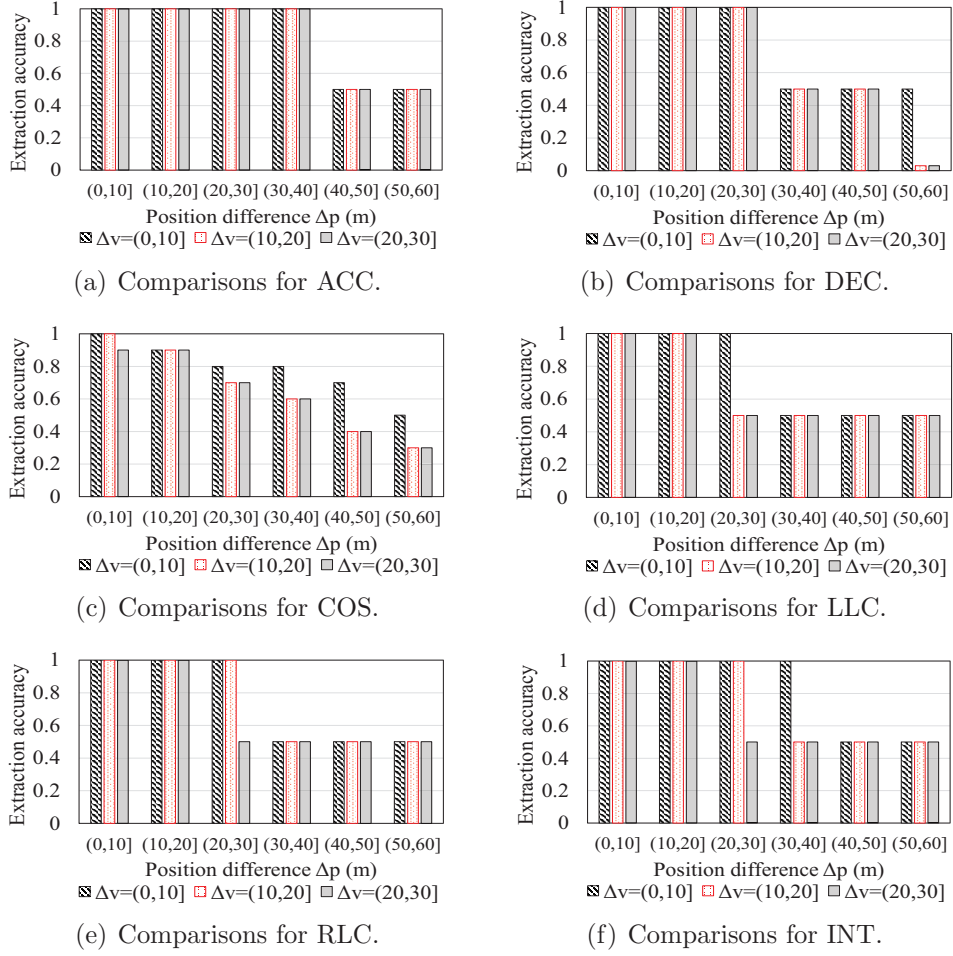 1
0.8
0.6
0.4
0.2
0
Extraction accuracy
(0,10] (10,20] (20,30] (30,40] (40,50] (50,60]
Position difference Δp (m)
Δv=(0,10] Δv=(10,20] Δv=(20,30]
(a) Comparisons for ACC.
1
0.8
0.6
0.4
0.2
0
Extraction accuracy
(0,10] (10,20] (20,30] (30,40] (40,50] (50,60]
Position difference Δp (m)
Δv=(0,10] Δv=(10,20] Δv=(20,30]
(b) Comparisons for DEC.
1
0.8
0.6
0.4
0.2
0
Extraction accuracy
(0,10] (10,20] (20,30] (30,40] (40,50] (50,60]
Position difference Δp (m)
Δv=(0,10] Δv=(10,20] Δv=(20,30]
(c) Comparisons for COS.
1
0.8
0.6
0.4
0.2
0
Extraction accuracy
(0,10] (10,20] (20,30] (30,40] (40,50] (50,60]
Position difference Δp (m)
Δv=(0,10] Δv=(10,20] Δv=(20,30]
(d) Comparisons for LLC.
1
0.8
0.6
0.4
0.2
0
Extraction accuracy
(0,10] (10,20] (20,30] (30,40] (40,50] (50,60]
Position difference Δp (m)
Δv=(0,10] Δv=(10,20] Δv=(20,30]
(e) Comparisons for RLC.
1
0.8
0.6
0.4
0.2
0
Extraction accuracy
(0,10] (10,20] (20,30] (30,40] (40,50] (50,60]
Position difference Δp (m)
Δv=(0,10] Δv=(10,20] Δv=(20,30]
(f) Comparisons for INT.